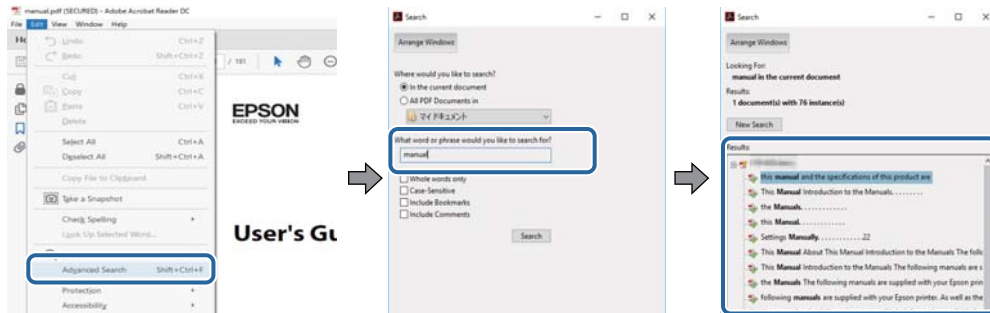 manual.pdf (SECURED) - Adobe Acrobat Reader DC
File Edit View Window Help
Undo Ctrl+Z
Redo Shift+Ctrl+Z
/ 191
Cut Ctrl+X
Copy Ctrl+C
Paste Ctrl+V
Delete
Select All Ctrl+A
Deselect All Shift+Ctrl+A
Copy File to Clipboard
Take a Snapshot
Check Spelling
Look Up Selected Word...
Advanced Search Shift+Ctrl+F
Protection
Accessibility
EPSON
EXCEED YOUR VISION
User's Gu
Search
Arrange Windows
Where would you like to search?
In the current document
All PDF Documents in
マイ ドキュメント
What word or phrase would you like to search for?
manual
Whole words only
Case-Sensitive
Include Bookmarks
Include Comments
Search
Search
Arrange Windows
Looking For:
manual in the current document
Results:
1 document(s) with 76 instance(s)
New Search
Results:
this manual and the specifications of this product are
This Manual Introduction to the Manuals. . . . . . . . .
the Manuals. . . . . . . . . . . . .
this Manual. . . . . . . . . . . . .
Settings Manually. . . . . . . . . . . . .22
This Manual About This Manual Introduction to the Manuals The follo
This Manual Introduction to the Manuals The following manuals are s
the Manuals The following manuals are supplied with your Epson prin
following manuals are supplied with your Epson printer. As well as the